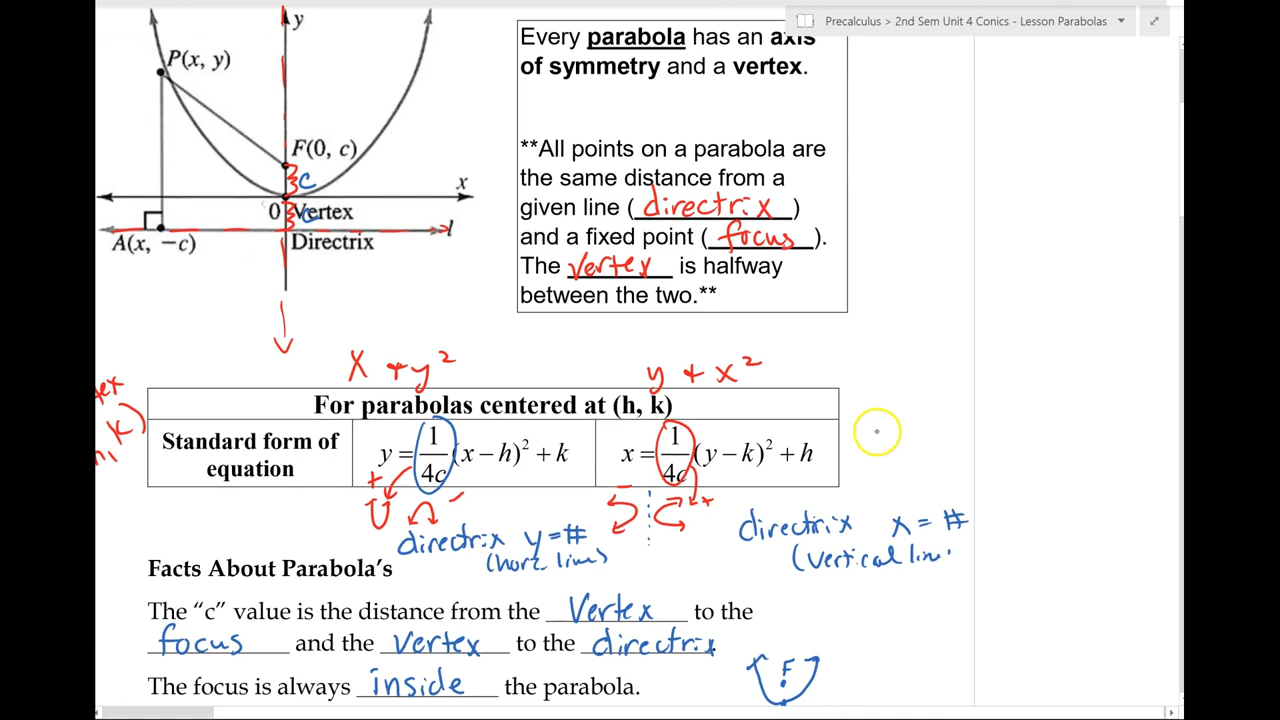 Precalculus > 2nd Sem Unit 4 Conics - Lesson Parabolas
y
P(x, y)
F(0, c)
c
x
0 Vertex
c
l
A(x, −c)
Directrix
Every parabola has an axis
of symmetry and a vertex.
**All points on a parabola are
the same distance from a
given line (directrix)
and a fixed point (focus).
The vertex is halfway
between the two.**
x + y²
y + x²
k)
For parabolas centered at (h, k)
Standard form of
equation
y = 1/4c (x − h)² + k
x = 1/4c (y − k)² + h
+ −
− +
directrix y = #
(horz. line)
directrix x = #
(vertical lin
Facts About Parabola's
The “c” value is the distance from the vertex to the
focus and the vertex to the directrix.
The focus is always inside the parabola.
F